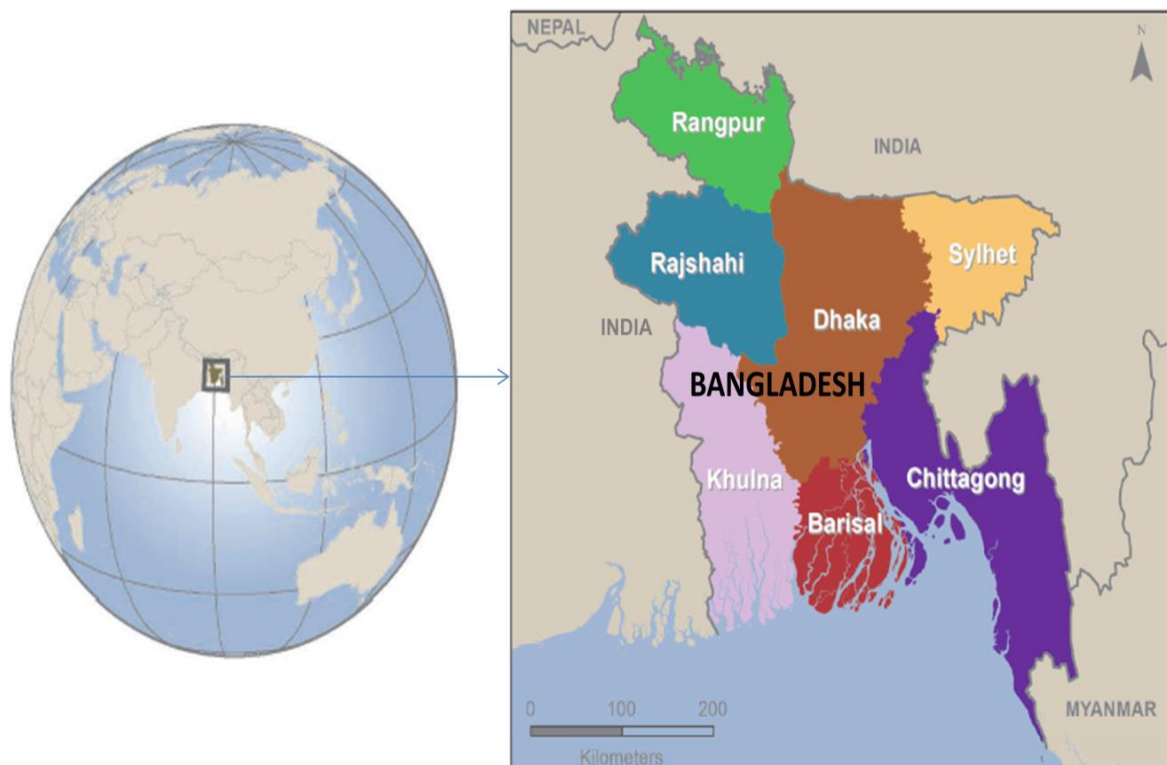 NEPAL
N
Rangpur
INDIA
Rajshahi
Sylhet
INDIA
Dhaka
BANGLADESH
Khulna
Chittagong
Barisal
0 100 200
Kilometers
MYANMAR